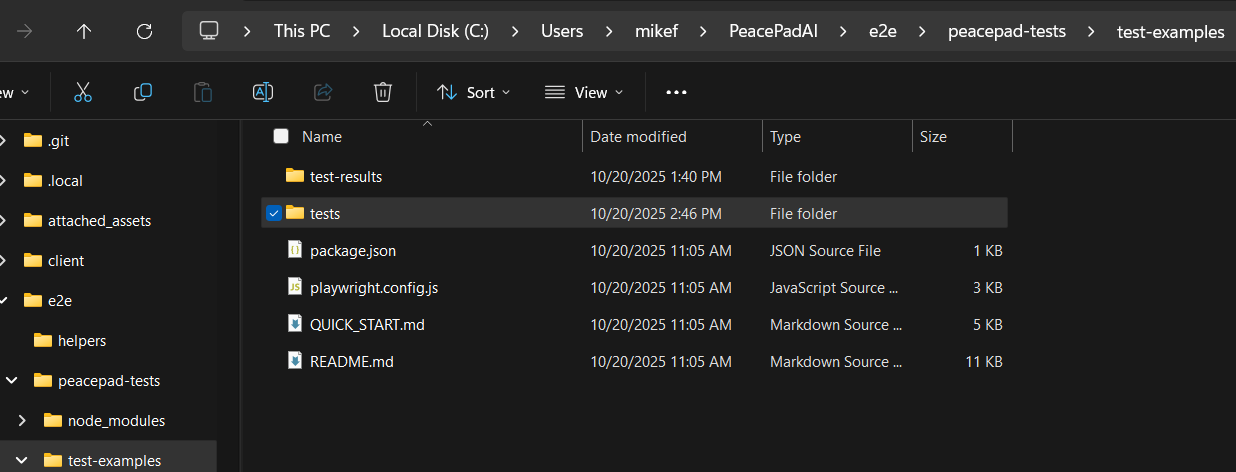 This PC > Local Disk (C:) > Users > mikef > PeacePadAI > e2e > peacepad-tests > test-examples
ew Sort View
Name Date modified Type Size
.git
.local
attached_assets
client
e2e
helpers
peacepad-tests
node_modules
test-examples
test-results 10/20/2025 1:40 PM File folder
tests 10/20/2025 2:46 PM File folder
package.json 10/20/2025 11:05 AM JSON Source File 1 KB
playwright.config.js 10/20/2025 11:05 AM JavaScript Source ... 3 KB
QUICK_START.md 10/20/2025 11:05 AM Markdown Source ... 5 KB
README.md 10/20/2025 11:05 AM Markdown Source ... 11 KB